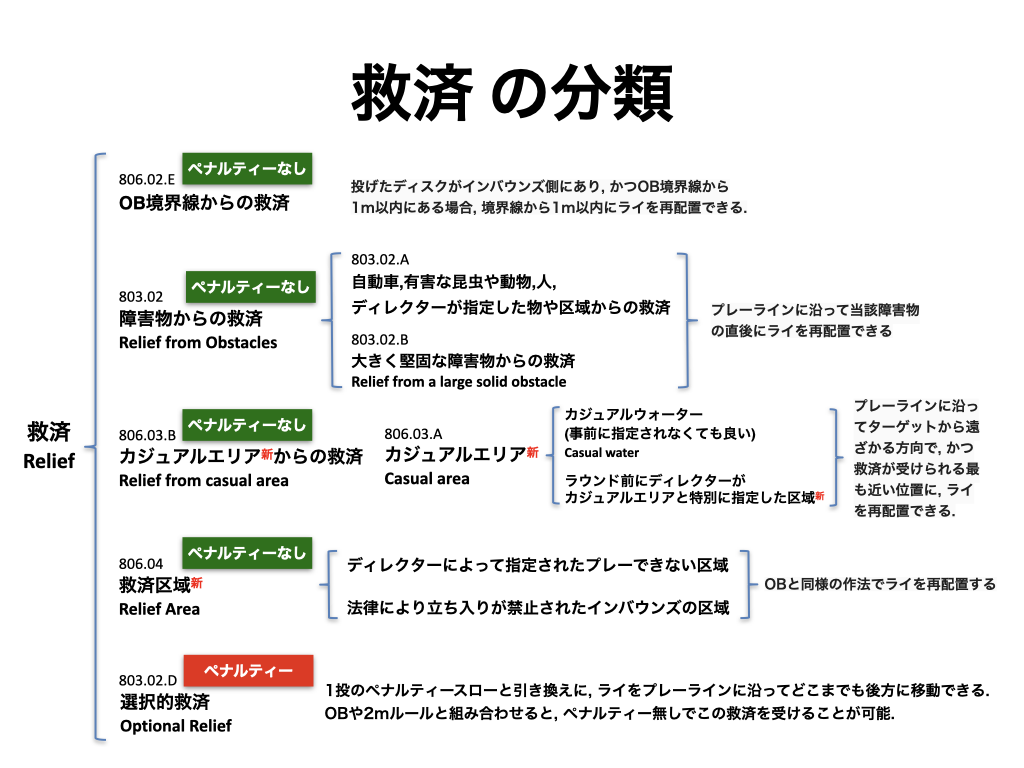 救済 の分類
救済
Relief
806.02.E
ペナルティーなし
OB境界線からの救済
投げたディスクがインバウンズ側にあり, かつOB境界線から
1m以内にある場合, 境界線から1m以内にライを再配置できる.
803.02
ペナルティーなし
障害物からの救済
Relief from Obstacles
803.02.A
自動車,有害な昆虫や動物,人,
ディレクターが指定した物や区域からの救済
803.02.B
大きく堅固な障害物からの救済
Relief from a large solid obstacle
プレーラインに沿って当該障害物
の直後にライを再配置できる
806.03.B
ペナルティーなし
カジュアルエリア新からの救済
Relief from casual area
806.03.A
カジュアルエリア新
Casual area
カジュアルウォーター
(事前に指定されなくても良い)
Casual water
ラウンド前にディレクターが
カジュアルエリアと特別に指定した区域新
プレーラインに沿っ
てターゲットから遠
ざかる方向で, かつ
救済が受けられる最
も近い位置に, ライ
を再配置できる.
806.04
ペナルティーなし
救済区域新
Relief Area
ディレクターによって指定されたプレーできない区域
法律により立ち入りが禁止されたインバウンズの区域
OBと同様の作法でライを再配置する
803.02.D
ペナルティー
選択的救済
Optional Relief
1投のペナルティースローと引き換えに, ライをプレーラインに沿ってどこまでも後方に移動できる.
OBや2mルールと組み合わせると, ペナルティー無しでこの救済を受けることが可能.